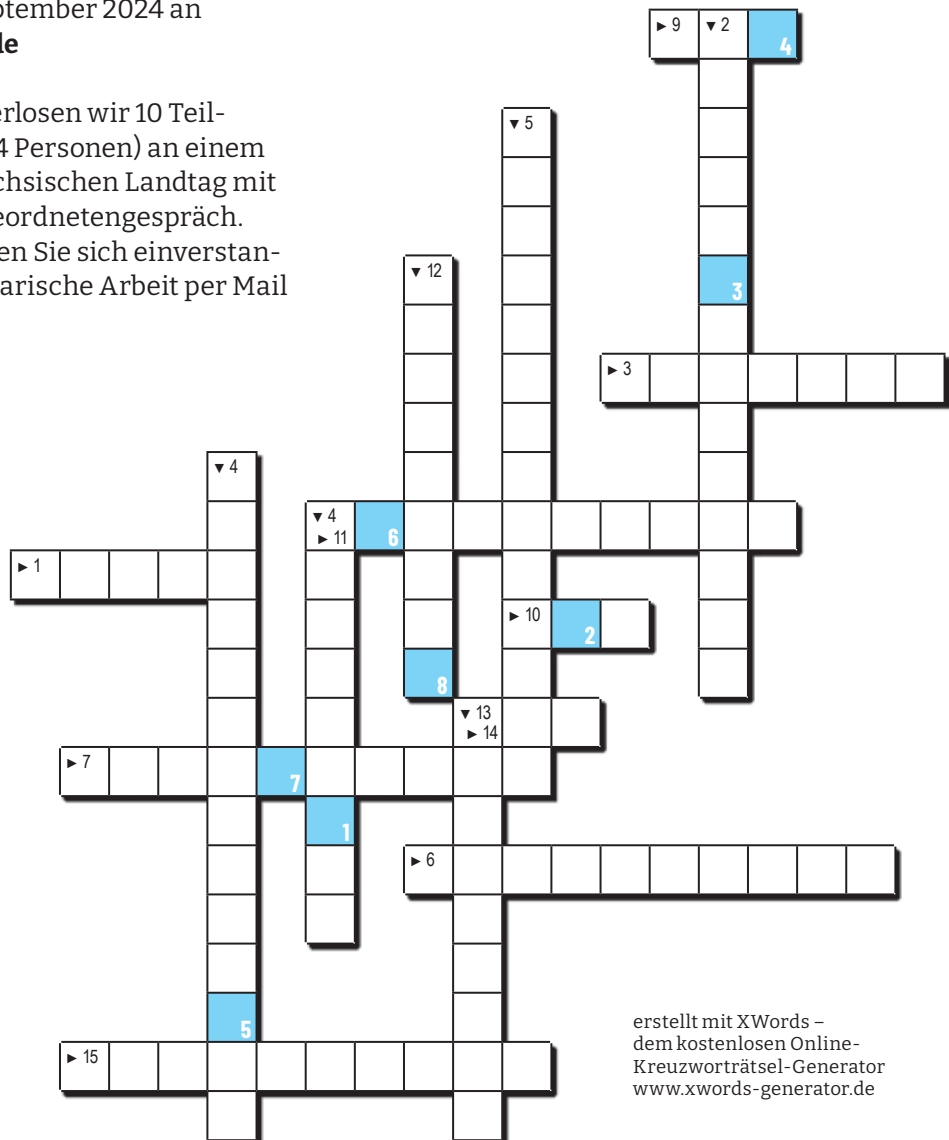 ptember 2024 an
le
erlosen wir 10 Teil-
4 Personen) an einem
chsischen Landtag mit
eordnetengespräch.
en Sie sich einverstan-
arische Arbeit per Mail
► 9 ▼ 2 4
▼ 5
▼ 12
3
► 3
▼ 4
▼ 4
► 11 6
► 1
► 10 2
8
▼ 13
► 14
► 7 7
1
► 6
5
► 15
erstellt mit XWords –
dem kostenlosen Online-
Kreuzworträtsel-Generator
www.xwords-generator.de